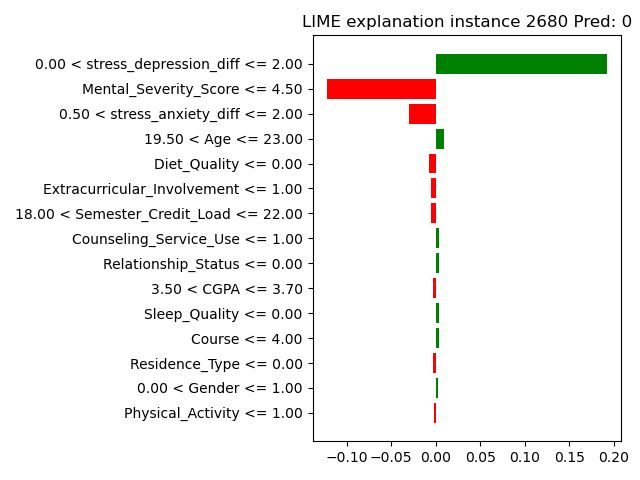 LIME explanation instance 2680 Pred: 0
0.00 < stress_depression_diff <= 2.00
Mental_Severity_Score <= 4.50
0.50 < stress_anxiety_diff <= 2.00
19.50 < Age <= 23.00
Diet_Quality <= 0.00
Extracurricular_Involvement <= 1.00
18.00 < Semester_Credit_Load <= 22.00
Counseling_Service_Use <= 1.00
Relationship_Status <= 0.00
3.50 < CGPA <= 3.70
Sleep_Quality <= 0.00
Course <= 4.00
Residence_Type <= 0.00
0.00 < Gender <= 1.00
Physical_Activity <= 1.00
−0.10 −0.05 0.00 0.05 0.10 0.15 0.20